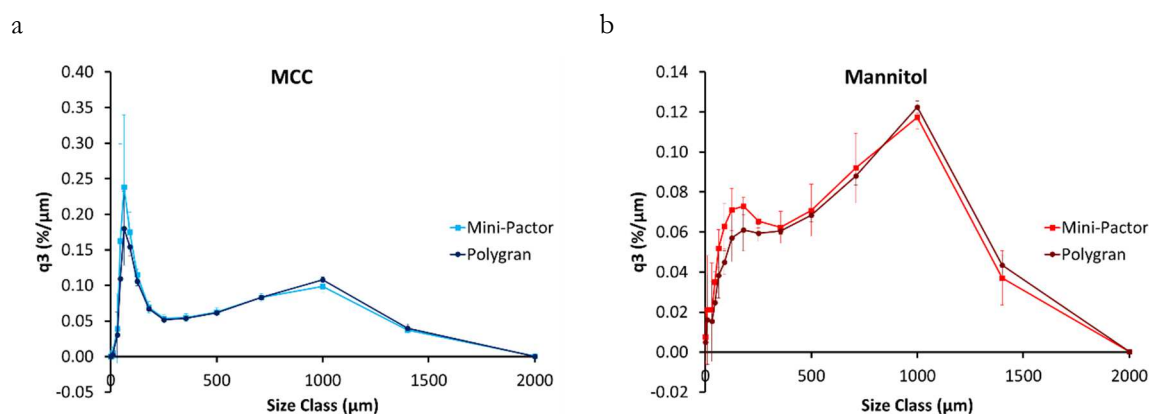 a
MCC
0.40
0.35
0.30
0.25
0.20
0.15
0.10
0.05
0.00
-0.05
q3 (%/µm)
0
500
1000
1500
2000
Size Class (µm)
Mini-Pactor
Polygran
b
Mannitol
0.14
0.12
0.10
0.08
0.06
0.04
0.02
0.00
-0.02
q3 (%/µm)
0
500
1000
1500
2000
Size Class (µm)
Mini-Pactor
Polygran